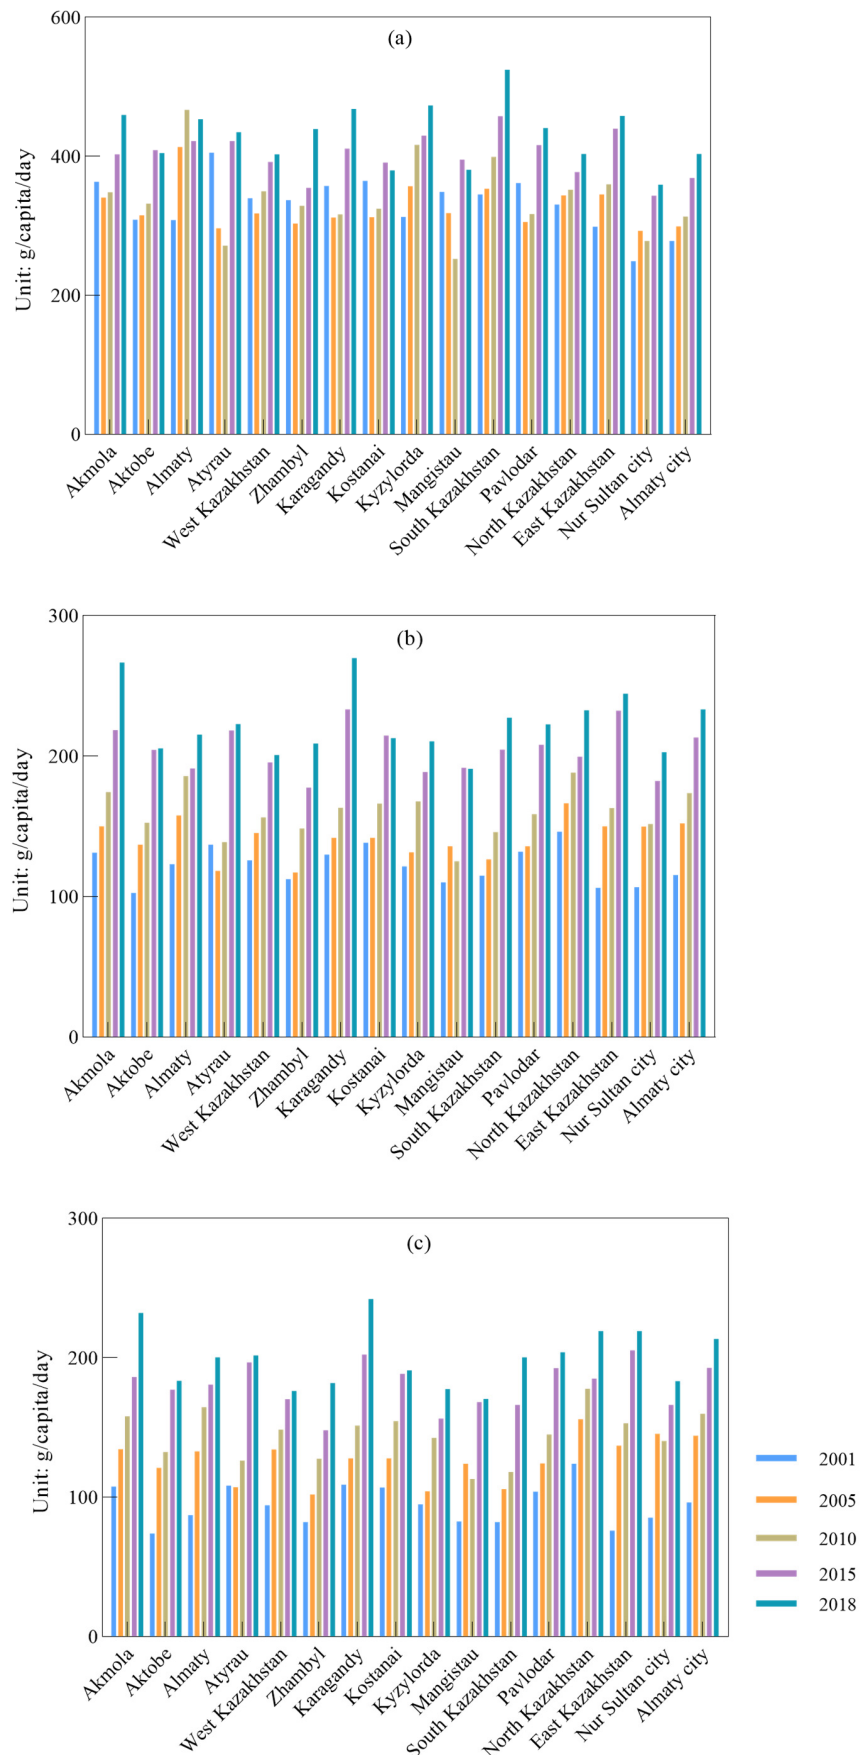 (a)
Unit: g/capita/day
600
400
200
0
Akmola
Aktobe
Almaty
Atyrau
West Kazakhstan
Zhambyl
Karagandy
Kostanai
Kyzylorda
Mangistau
South Kazakhstan
Pavlodar
North Kazakhstan
East Kazakhstan
Nur Sultan city
Almaty city
(b)
Unit: g/capita/day
300
200
100
0
Akmola
Aktobe
Almaty
Atyrau
West Kazakhstan
Zhambyl
Karagandy
Kostanai
Kyzylorda
Mangistau
South Kazakhstan
Pavlodar
North Kazakhstan
East Kazakhstan
Nur Sultan city
Almaty city
(c)
Unit: g/capita/day
300
200
100
0
Akmola
Aktobe
Almaty
Atyrau
West Kazakhstan
Zhambyl
Karagandy
Kostanai
Kyzylorda
Mangistau
South Kazakhstan
Pavlodar
North Kazakhstan
East Kazakhstan
Nur Sultan city
Almaty city
2001
2005
2010
2015
2018